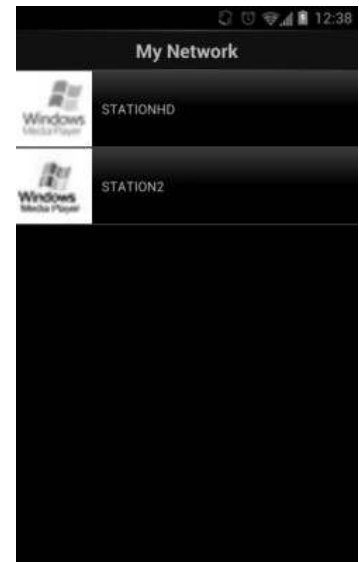 12:38
My Network
Windows
Media Player
STATIONHD
Windows
Media Player
STATION2